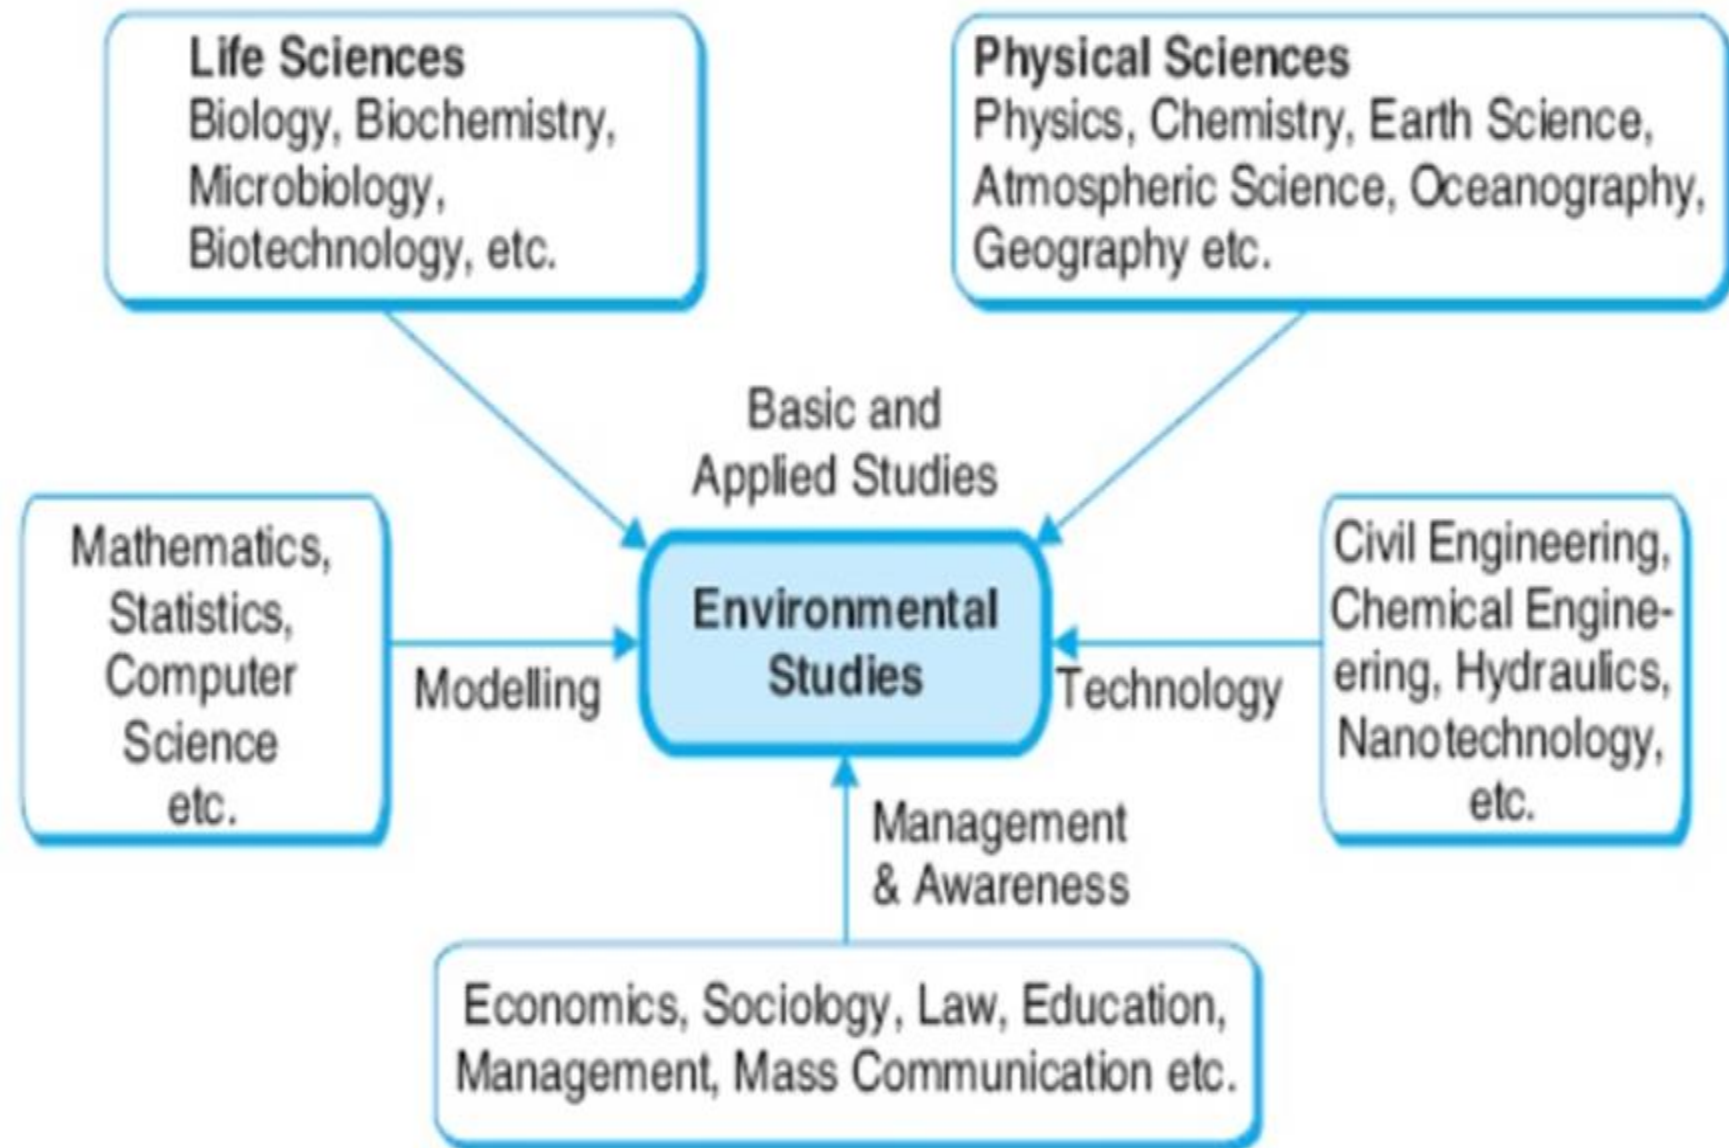 Life Sciences
Biology, Biochemistry,
Microbiology,
Biotechnology, etc.
Physical Sciences
Physics, Chemistry, Earth Science,
Atmospheric Science, Oceanography,
Geography etc.
Basic and
Applied Studies
Mathematics,
Statistics,
Computer
Science
etc.
Modelling
Environmental
Studies
Technology
Civil Engineering,
Chemical Engine-
ering, Hydraulics,
Nanotechnology,
etc.
Management
& Awareness
Economics, Sociology, Law, Education,
Management, Mass Communication etc.